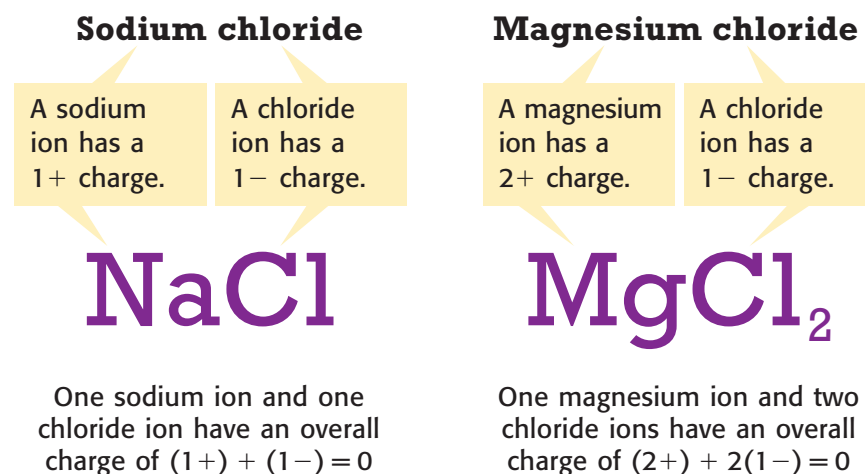 Sodium chloride
A sodium
ion has a
1+ charge.
A chloride
ion has a
1− charge.
NaCl
One sodium ion and one
chloride ion have an overall
charge of (1+) + (1−) = 0
Magnesium chloride
A magnesium
ion has a
2+ charge.
A chloride
ion has a
1− charge.
MgCl₂
One magnesium ion and two
chloride ions have an overall
charge of (2+) + 2(1−) = 0